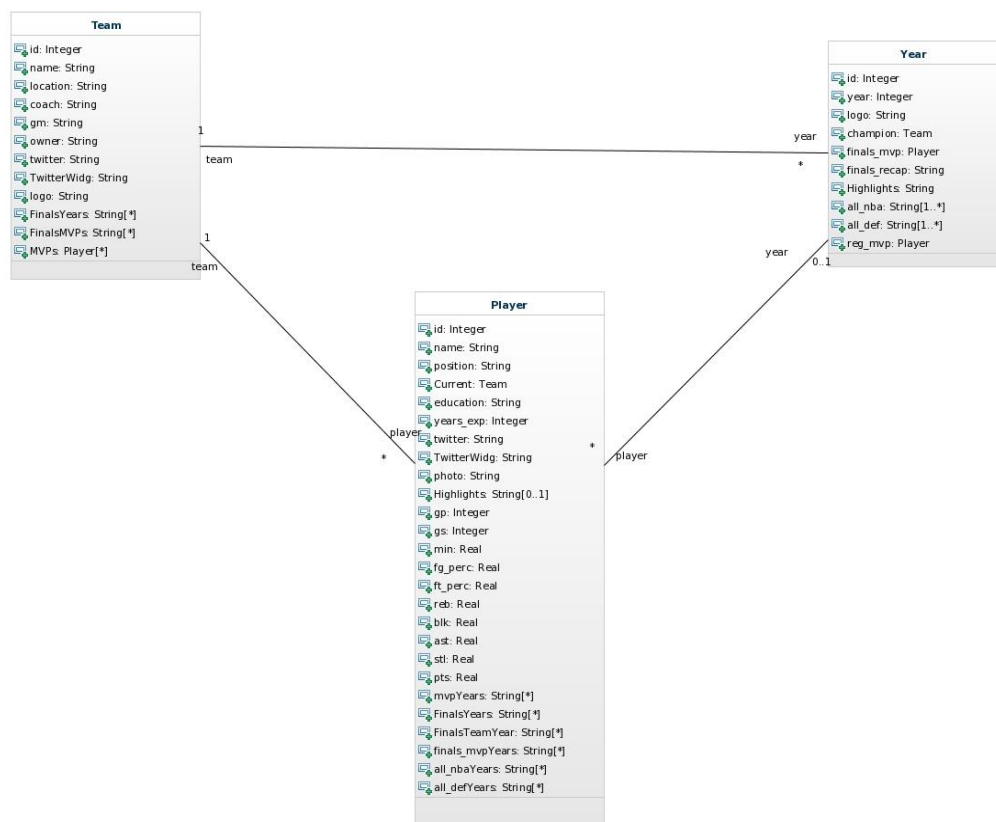 Team
id: Integer
name: String
location: String
coach: String
gm: String
owner: String
twitter: String
TwitterWidg: String
logo: String
FinalsYears: String[*]
FinalsMVPs: String[*]
MVPs: Player[*]
1
team
year
*
1
team
Year
id: Integer
year: Integer
logo: String
champion: Team
finals_mvp: Player
finals_recap: String
Highlights: String
all_nba: String[1..*]
all_def: String[1..*]
reg_mvp: Player
year
0..1
player
*
*
player
Player
id: Integer
name: String
position: String
Current: Team
education: String
years_exp: Integer
twitter: String
TwitterWidg: String
photo: String
Highlights: String[0..1]
gp: Integer
gs: Integer
min: Real
fg_perc: Real
ft_perc: Real
reb: Real
blk: Real
ast: Real
stl: Real
pts: Real
mvpYears: String[*]
FinalsYears: String[*]
FinalsTeamYear: String[*]
finals_mvpYears: String[*]
all_nbaYears: String[*]
all_defYears: String[*]